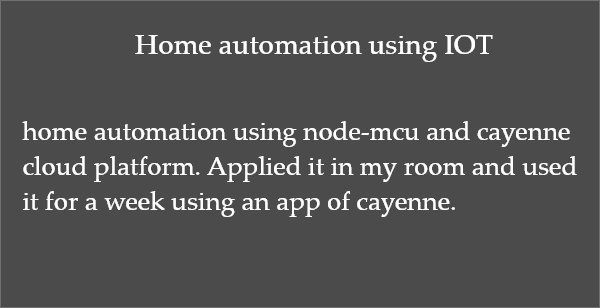 Home automation using IOT
home automation using node-mcu and cayenne
cloud platform. Applied it in my room and used
it for a week using an app of cayenne.